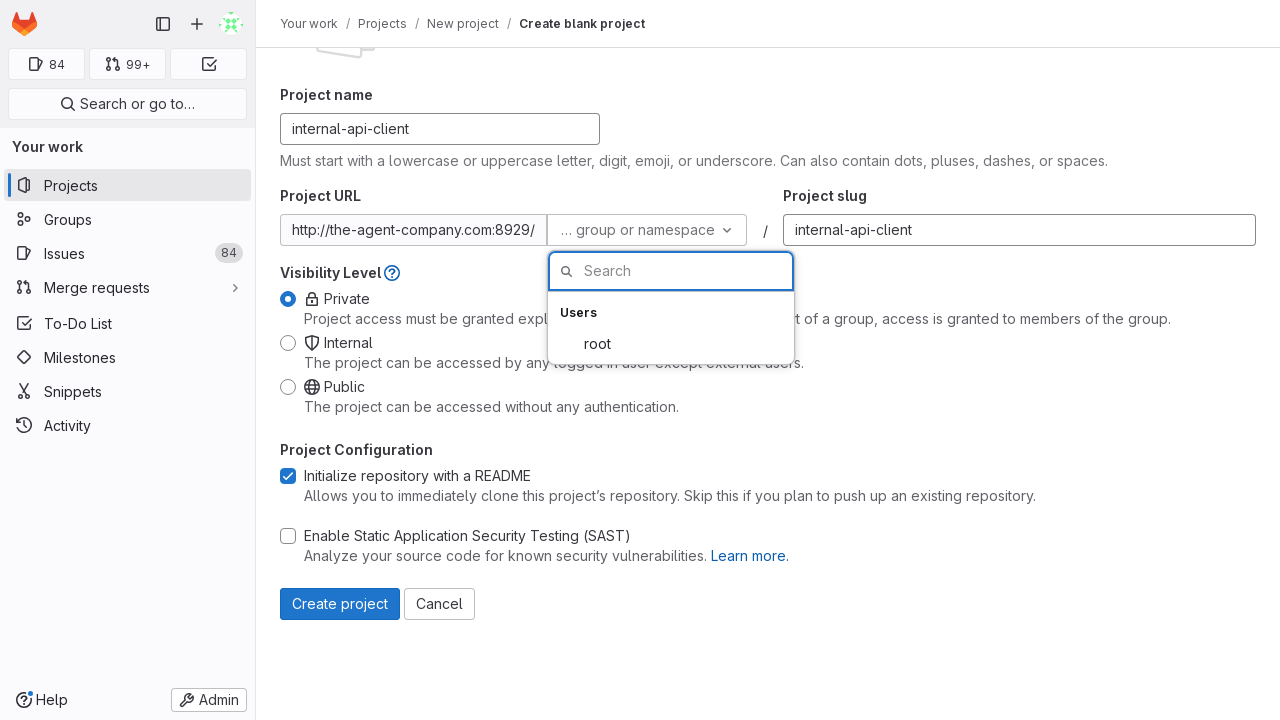 Your work / Projects / New project / Create blank project
84
99+
Search or go to…
Your work
Projects
Groups
Issues 84
Merge requests
To-Do List
Milestones
Snippets
Activity
Help
Admin
Project name
internal-api-client
Must start with a lowercase or uppercase letter, digit, emoji, or underscore. Can also contain dots, pluses, dashes, or spaces.
Project URL
http://the-agent-company.com:8929/
… group or namespace
/
Project slug
internal-api-client
Search
Users
root
Visibility Level
Private
Project access must be granted expl t of a group, access is granted to members of the group.
Internal
The project can be accessed by any logged in user except external users.
Public
The project can be accessed without any authentication.
Project Configuration
Initialize repository with a README
Allows you to immediately clone this project’s repository. Skip this if you plan to push up an existing repository.
Enable Static Application Security Testing (SAST)
Analyze your source code for known security vulnerabilities. Learn more.
Create project
Cancel